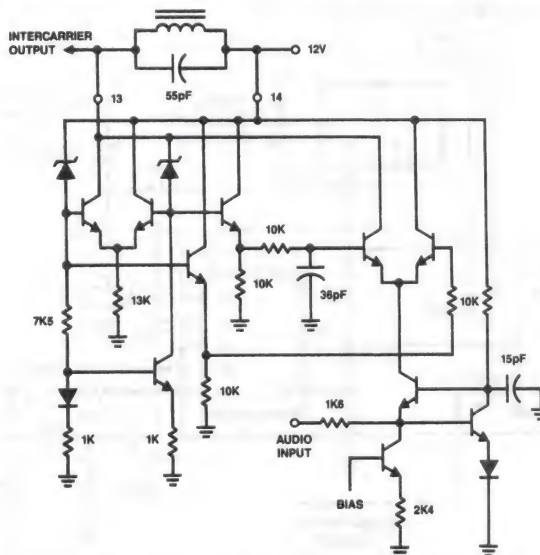 INTERCARRIER
OUTPUT
12V
55pF
13
14
10K
10K
36pF
13K
7K5
10K
15pF
10K
1K6
AUDIO
INPUT
1K
1K
BIAS
2K4